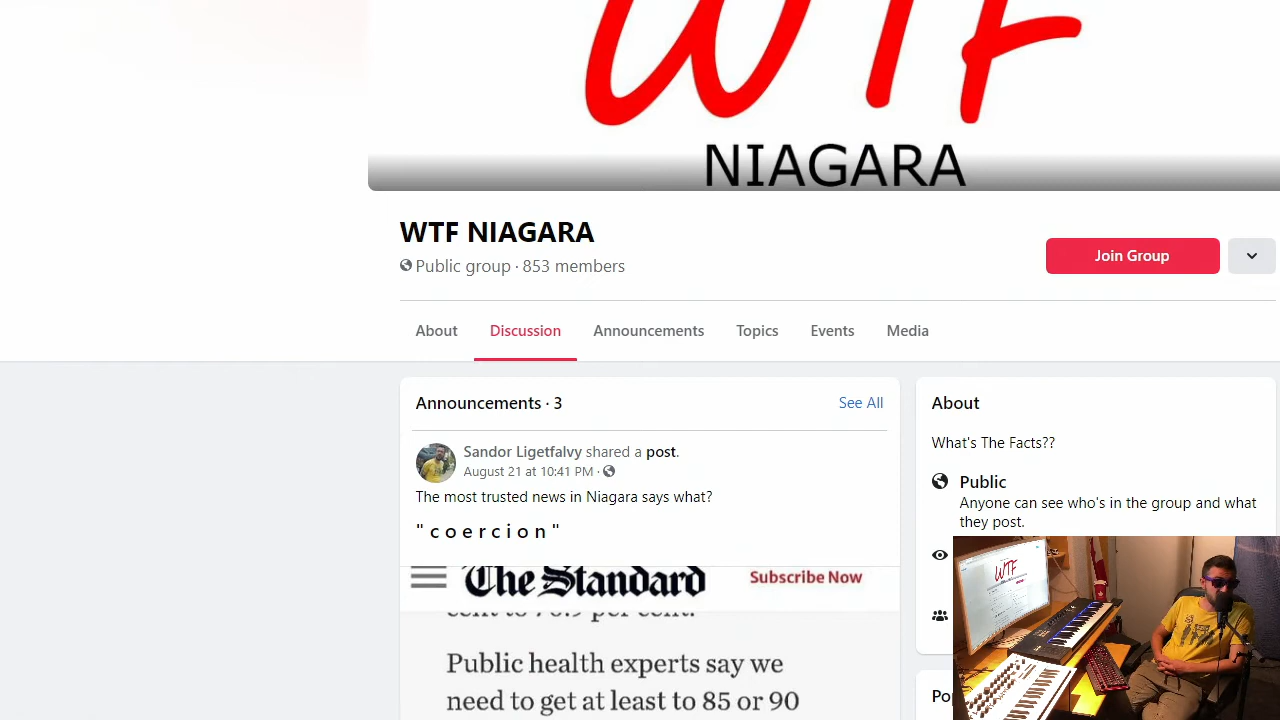 WTF
NIAGARA
WTF NIAGARA
Public group · 853 members
Join Group
About
Discussion
Announcements
Topics
Events
Media
Announcements · 3
See All
Sandor Ligetfalvy shared a post.
August 21 at 10:41 PM ·
The most trusted news in Niagara says what?
" c o e r c i o n "
The Standard
Subscribe Now
Public health experts say we
need to get at least to 85 or 90
About
What's The Facts??
Public
Anyone can see who's in the group and what
they post.
WTF